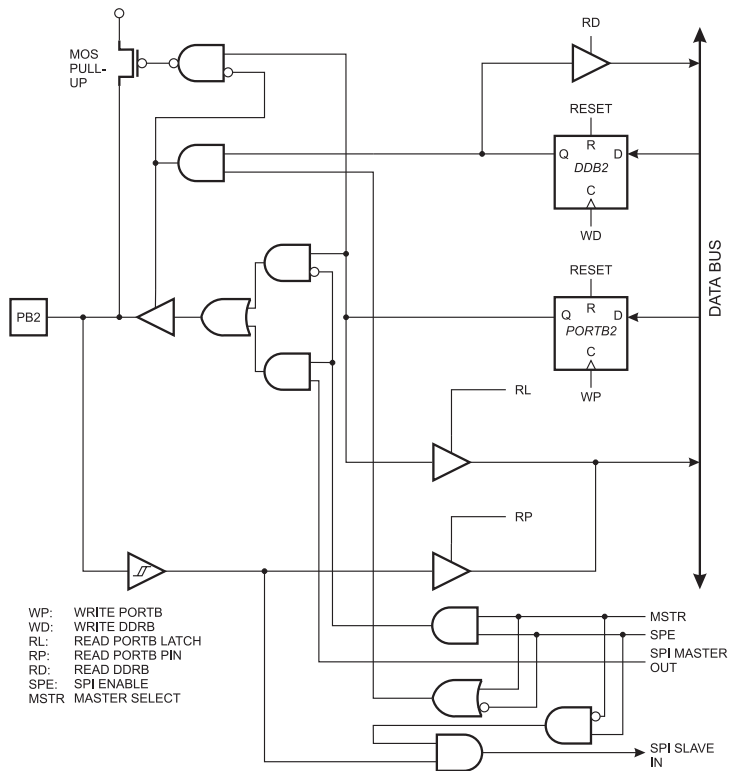 RD
MOS
PULL-
UP
RESET
R
Q
D
DDB2
C
WD
RESET
R
Q
D
PORTB2
C
WP
DATA BUS
PB2
RL
RP
WP: WRITE PORTB
WD: WRITE DDRB
RL: READ PORTB LATCH
RP: READ PORTB PIN
RD: READ DDRB
SPE: SPI ENABLE
MSTR MASTER SELECT
MSTR
SPE
SPI MASTER
OUT
SPI SLAVE
IN